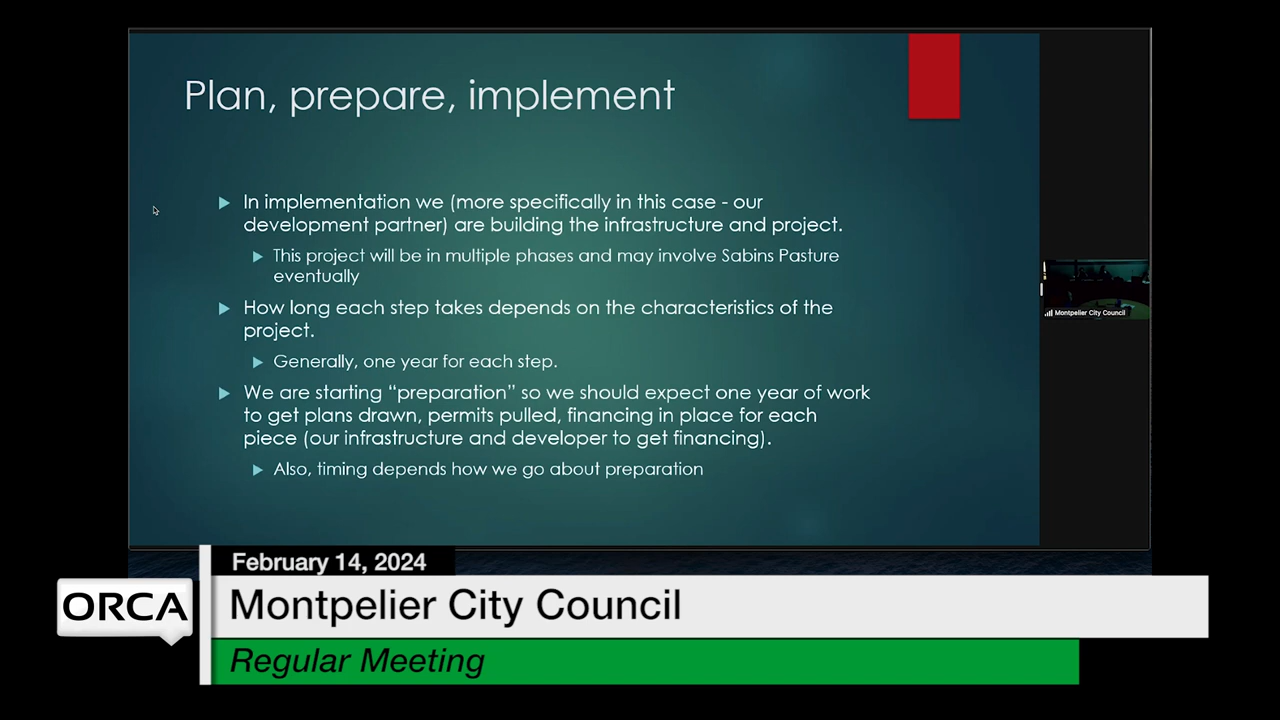 Plan, prepare, implement
In implementation we (more specifically in this case - our
development partner) are building the infrastructure and project.
This project will be in multiple phases and may involve Sabins Pasture
eventually
How long each step takes depends on the characteristics of the
project.
Generally, one year for each step.
We are starting “preparation” so we should expect one year of work
to get plans drawn, permits pulled, financing in place for each
piece (our infrastructure and developer to get financing).
Also, timing depends how we go about preparation
Montpelier City Council
February 14, 2024
ORCA
Montpelier City Council
Regular Meeting